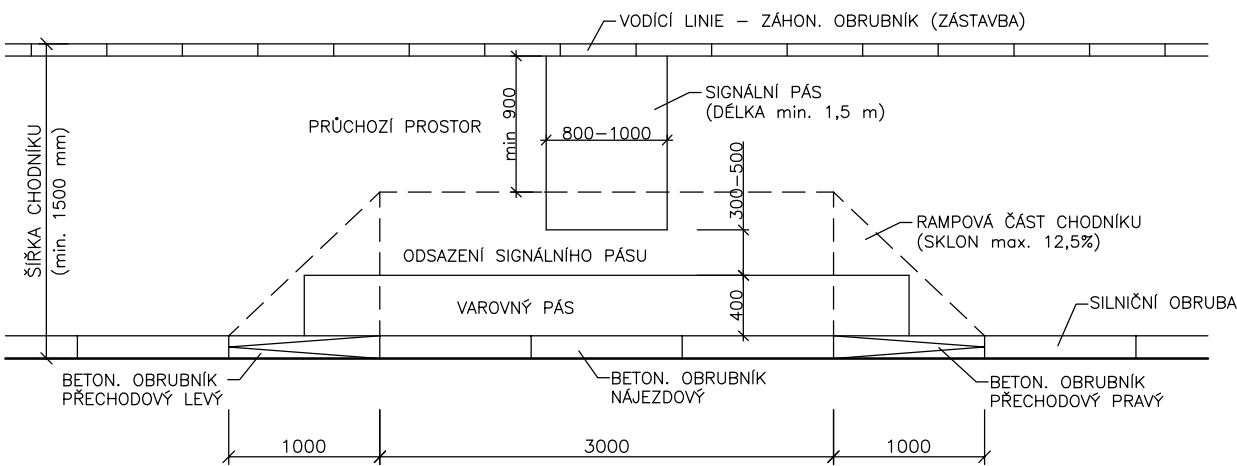 VODÍCÍ LINIE – ZÁHON. OBRUBNÍK (ZÁSTAVBA)
SIGNÁLNÍ PÁS
(DÉLKA min. 1,5 m)
PRŮCHOZÍ PROSTOR
min 900
800–1000
ŠÍŘKA CHODNÍKU
(min. 1500 mm)
300–500
RAMPOVÁ ČÁST CHODNÍKU
(SKLON max. 12,5%)
ODSAZENÍ SIGNÁLNÍHO PÁSU
VAROVNÝ PÁS
400
SILNIČNÍ OBRUBA
BETON. OBRUBNÍK
PŘECHODOVÝ LEVÝ
BETON. OBRUBNÍK
NÁJEZDOVÝ
BETON. OBRUBNÍK
PŘECHODOVÝ PRAVÝ
1000
3000
1000